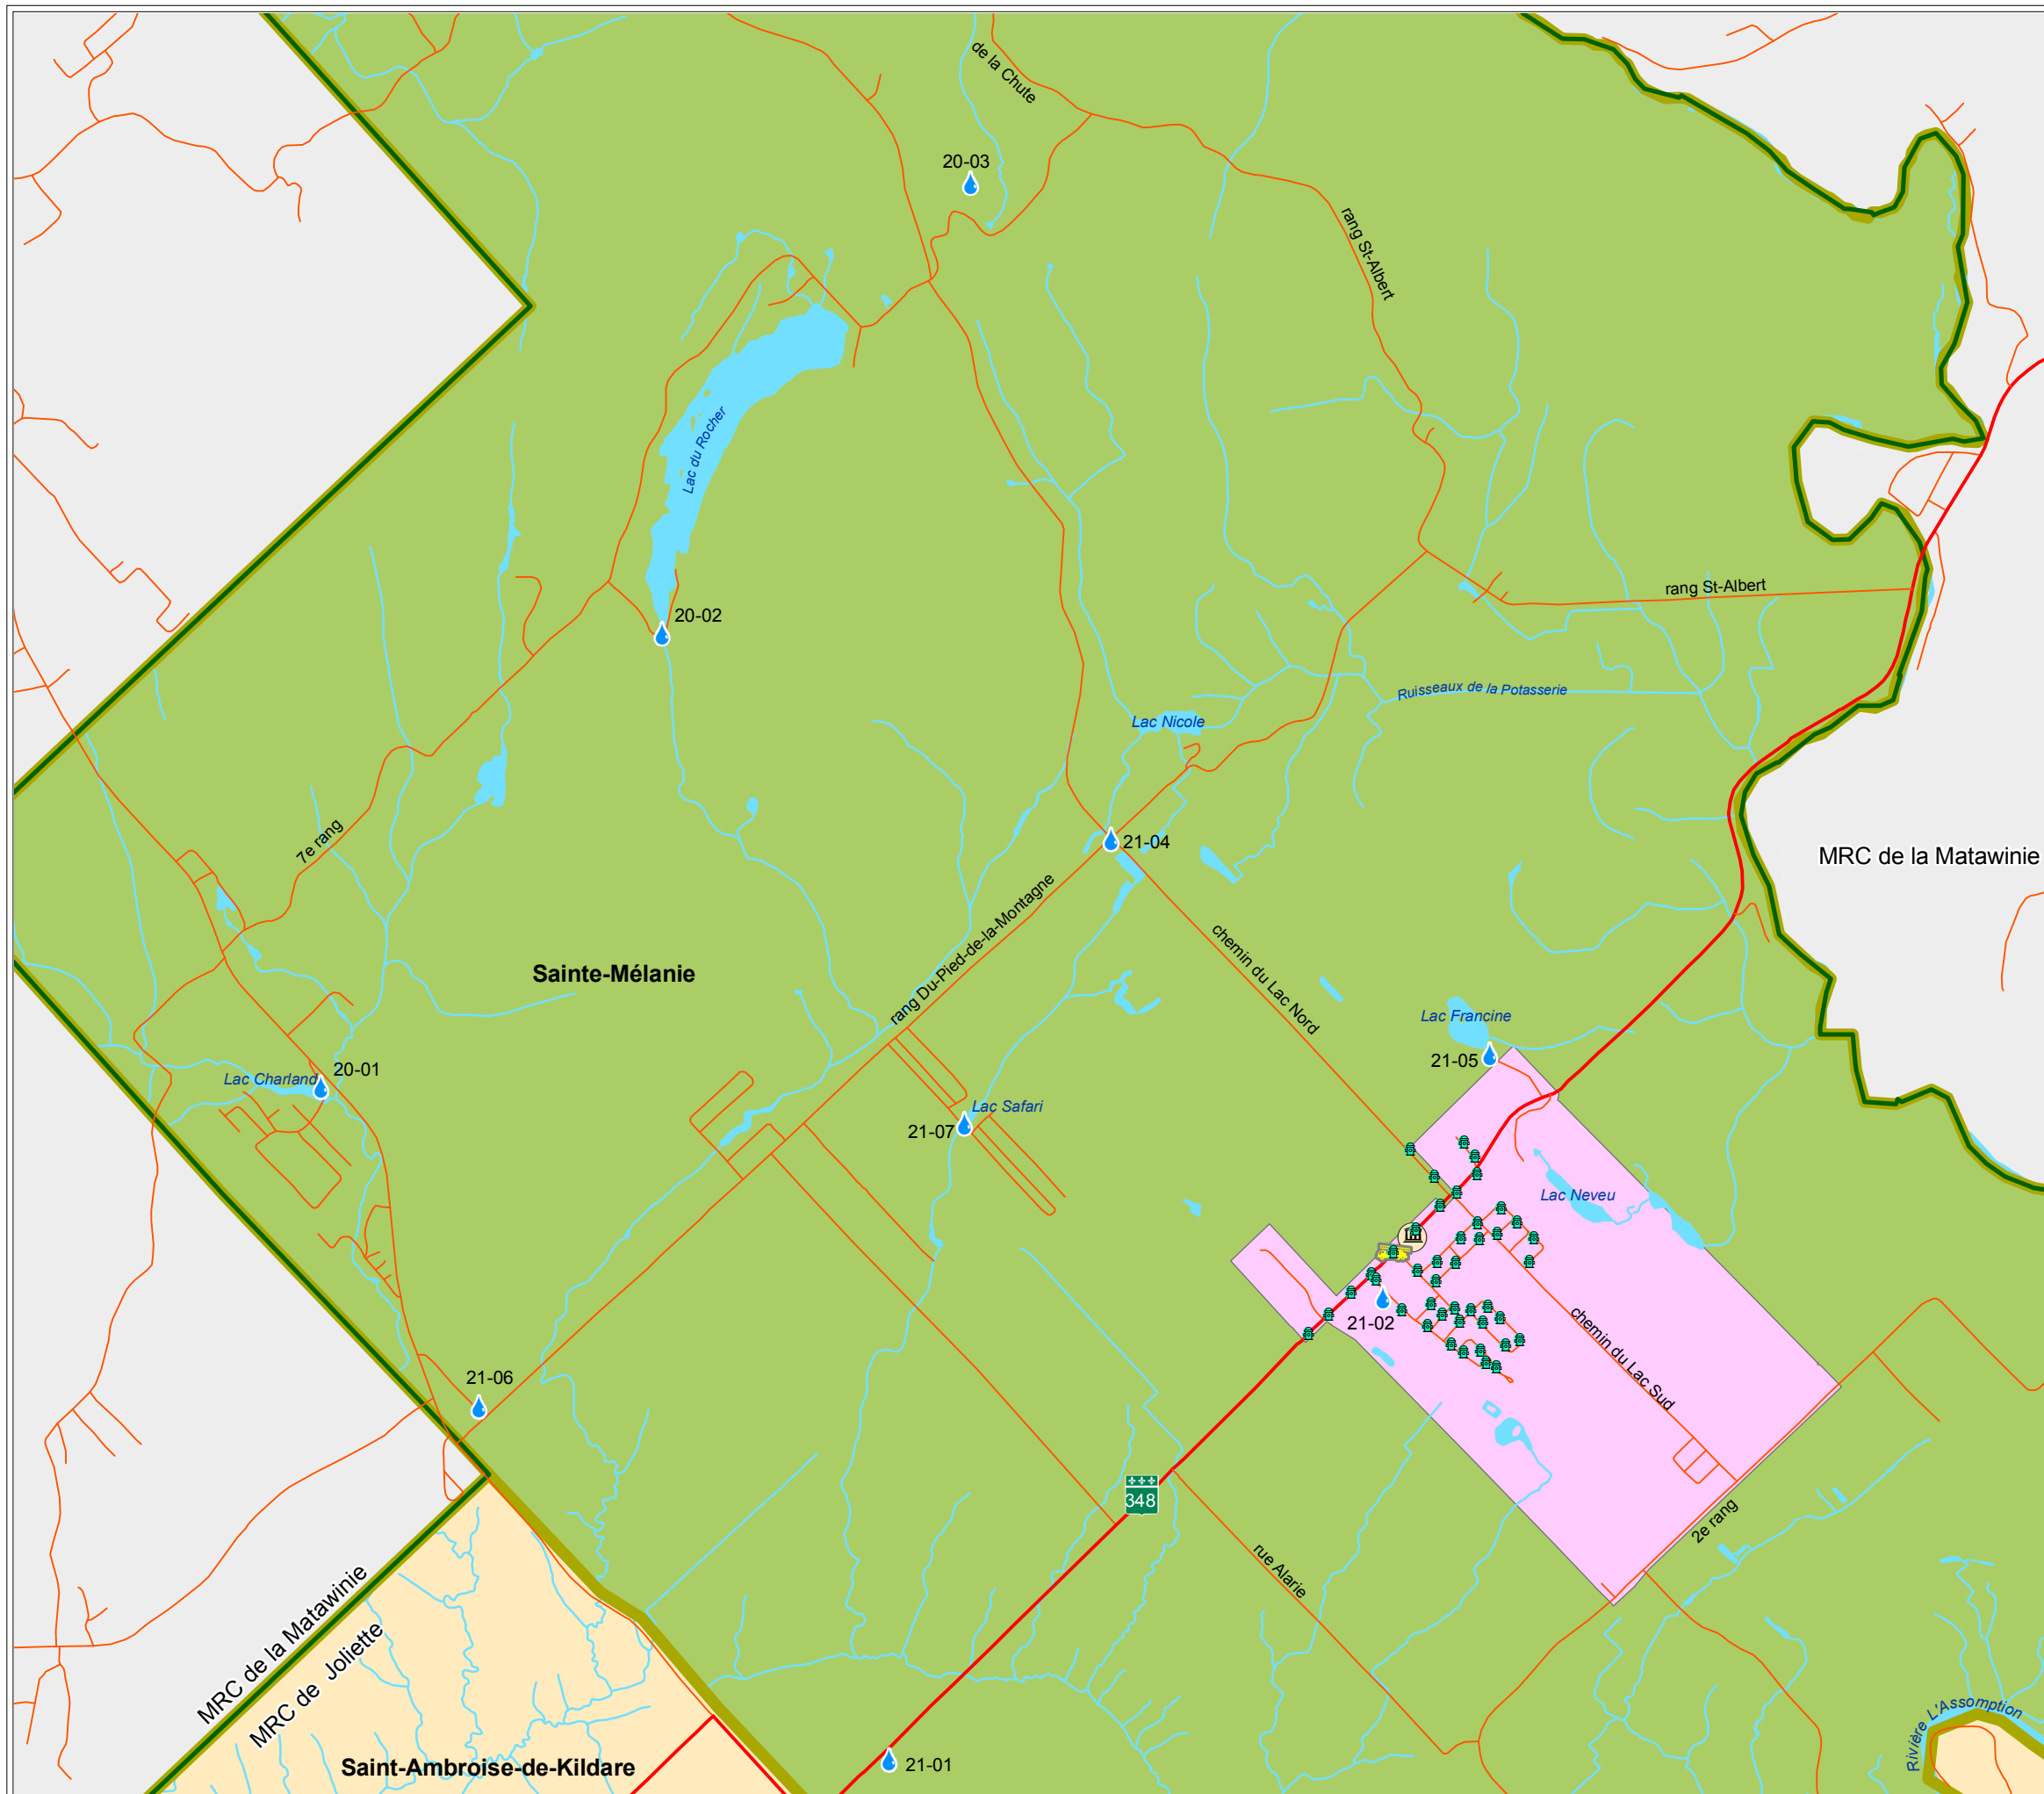 de la Chute
20-03
rang St-Albert
Lac du Rocher
rang St-Albert
20-02
Ruisseaux de la Potasserie
Lac Nicole
7e rang
21-04
MRC de la Matawinie
rang Du-Pied-de-la-Montagne
chemin du Lac Nord
Sainte-Mélanie
Lac Francine
21-05
20-01
Lac Charland
Lac Safari
21-07
Lac Neveu
21-02
chemin du Lac Sud
21-06
348
2e rang
rue Alarie
MRC de la Matawinie
MRC de Joliette
Rivière L'Assomption
Saint-Ambroise-de-Kildare
21-01